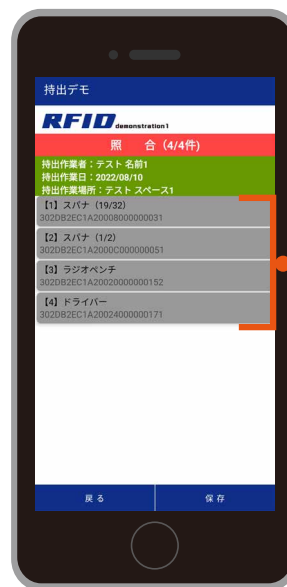 持出デモ
RFID demonstration1
照 合（4/4件）
持出作業者：テスト 名前1
持出作業日：2022/08/10
持出作業場所：テスト スペース1
【1】スパナ（19/32）
302DB2EC1A20008000000031
【2】スパナ（1/2）
302DB2EC1A2000C000000051
【3】ラジオペンチ
302DB2EC1A20020000000152
【4】ドライバー
302DB2EC1A20024000000171
戻る 保存